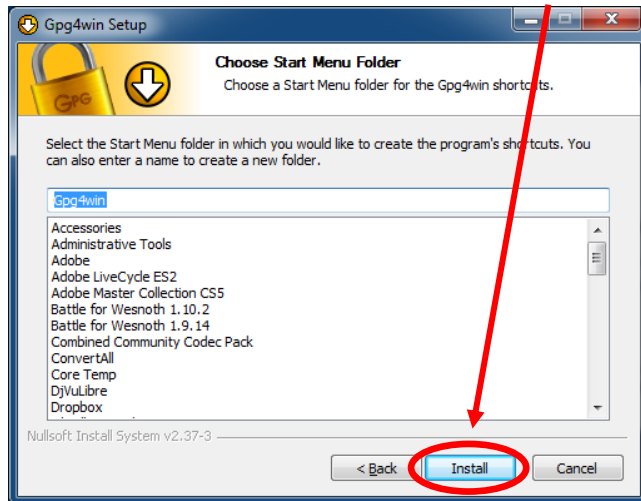 Gpg4win Setup
Choose Start Menu Folder
Choose a Start Menu folder for the Gpg4win shortcuts.
GPG
Select the Start Menu folder in which you would like to create the program's shortcuts. You
can also enter a name to create a new folder.
Gpg4win
Accessories
Administrative Tools
Adobe
Adobe LiveCycle ES2
Adobe Master Collection CS5
Battle for Wesnoth 1.10.2
Battle for Wesnoth 1.9.14
Combined Community Codec Pack
ConvertAll
Core Temp
DjVuLibre
Dropbox
Nullsoft Install System v2.37-3
< Back
Install
Cancel